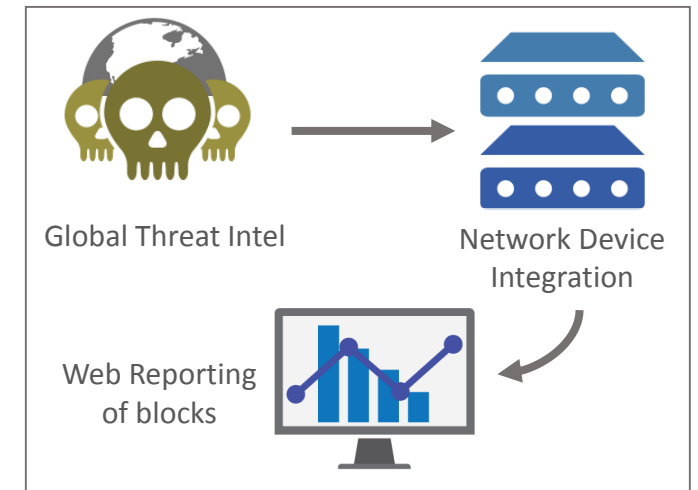 Global Threat Intel
Network Device
Integration
Web Reporting
of blocks